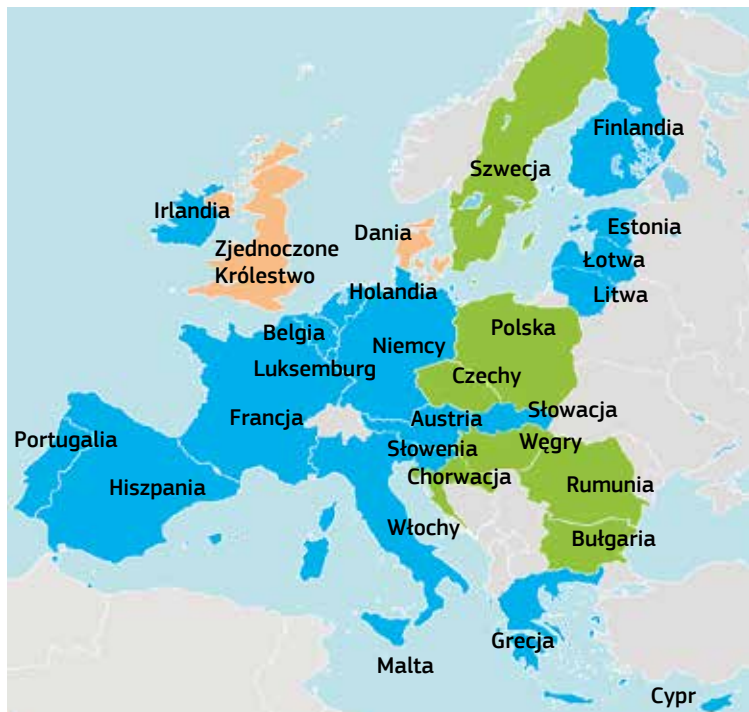 Finlandia
Szwecja
Irlandia
Estonia
Dania
Zjednoczone
Królestwo
Łotwa
Holandia
Litwa
Polska
Belgia
Niemcy
Luksemburg
Czechy
Słowacja
Francja
Austria
Portugalia
Słowenia
Węgry
Chorwacja
Hiszpania
Rumunia
Włochy
Bułgaria
Grecja
Malta
Cypr